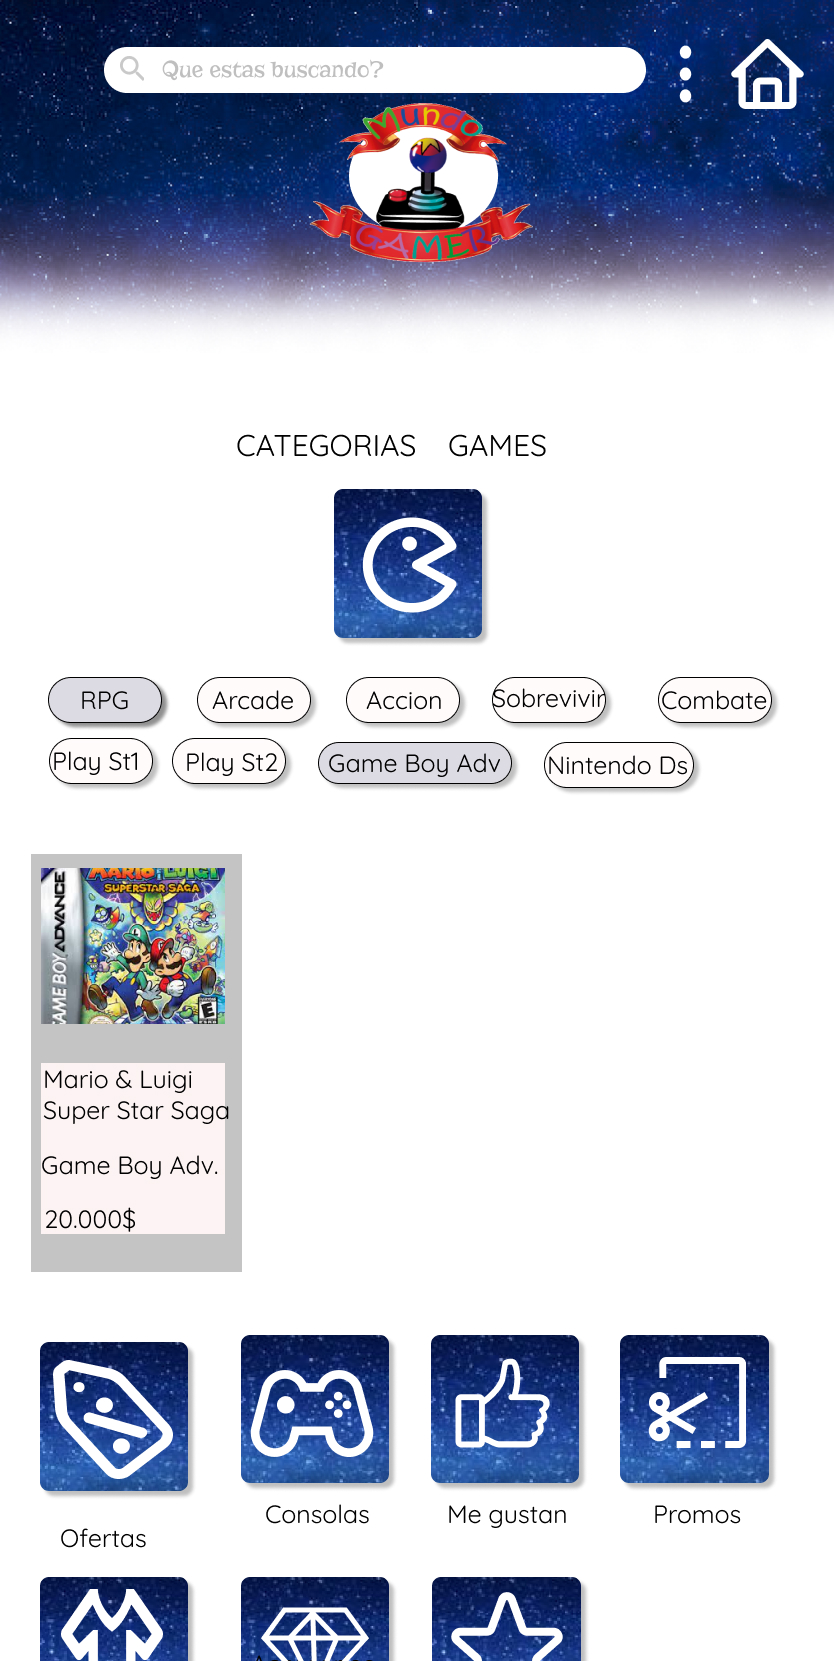 Que estas buscando?
Mundo
GAMER
CATEGORIAS GAMES
RPG
Arcade
Accion
Sobrevivir
Combate
Play St1
Play St2
Game Boy Adv
Nintendo Ds
GAME BOY ADVANCE
MARIO & LUIGI
SUPERSTAR SAGA
E
Mario & Luigi
Super Star Saga
Game Boy Adv.
20.000$
Consolas
Me gustan
Promos
Ofertas